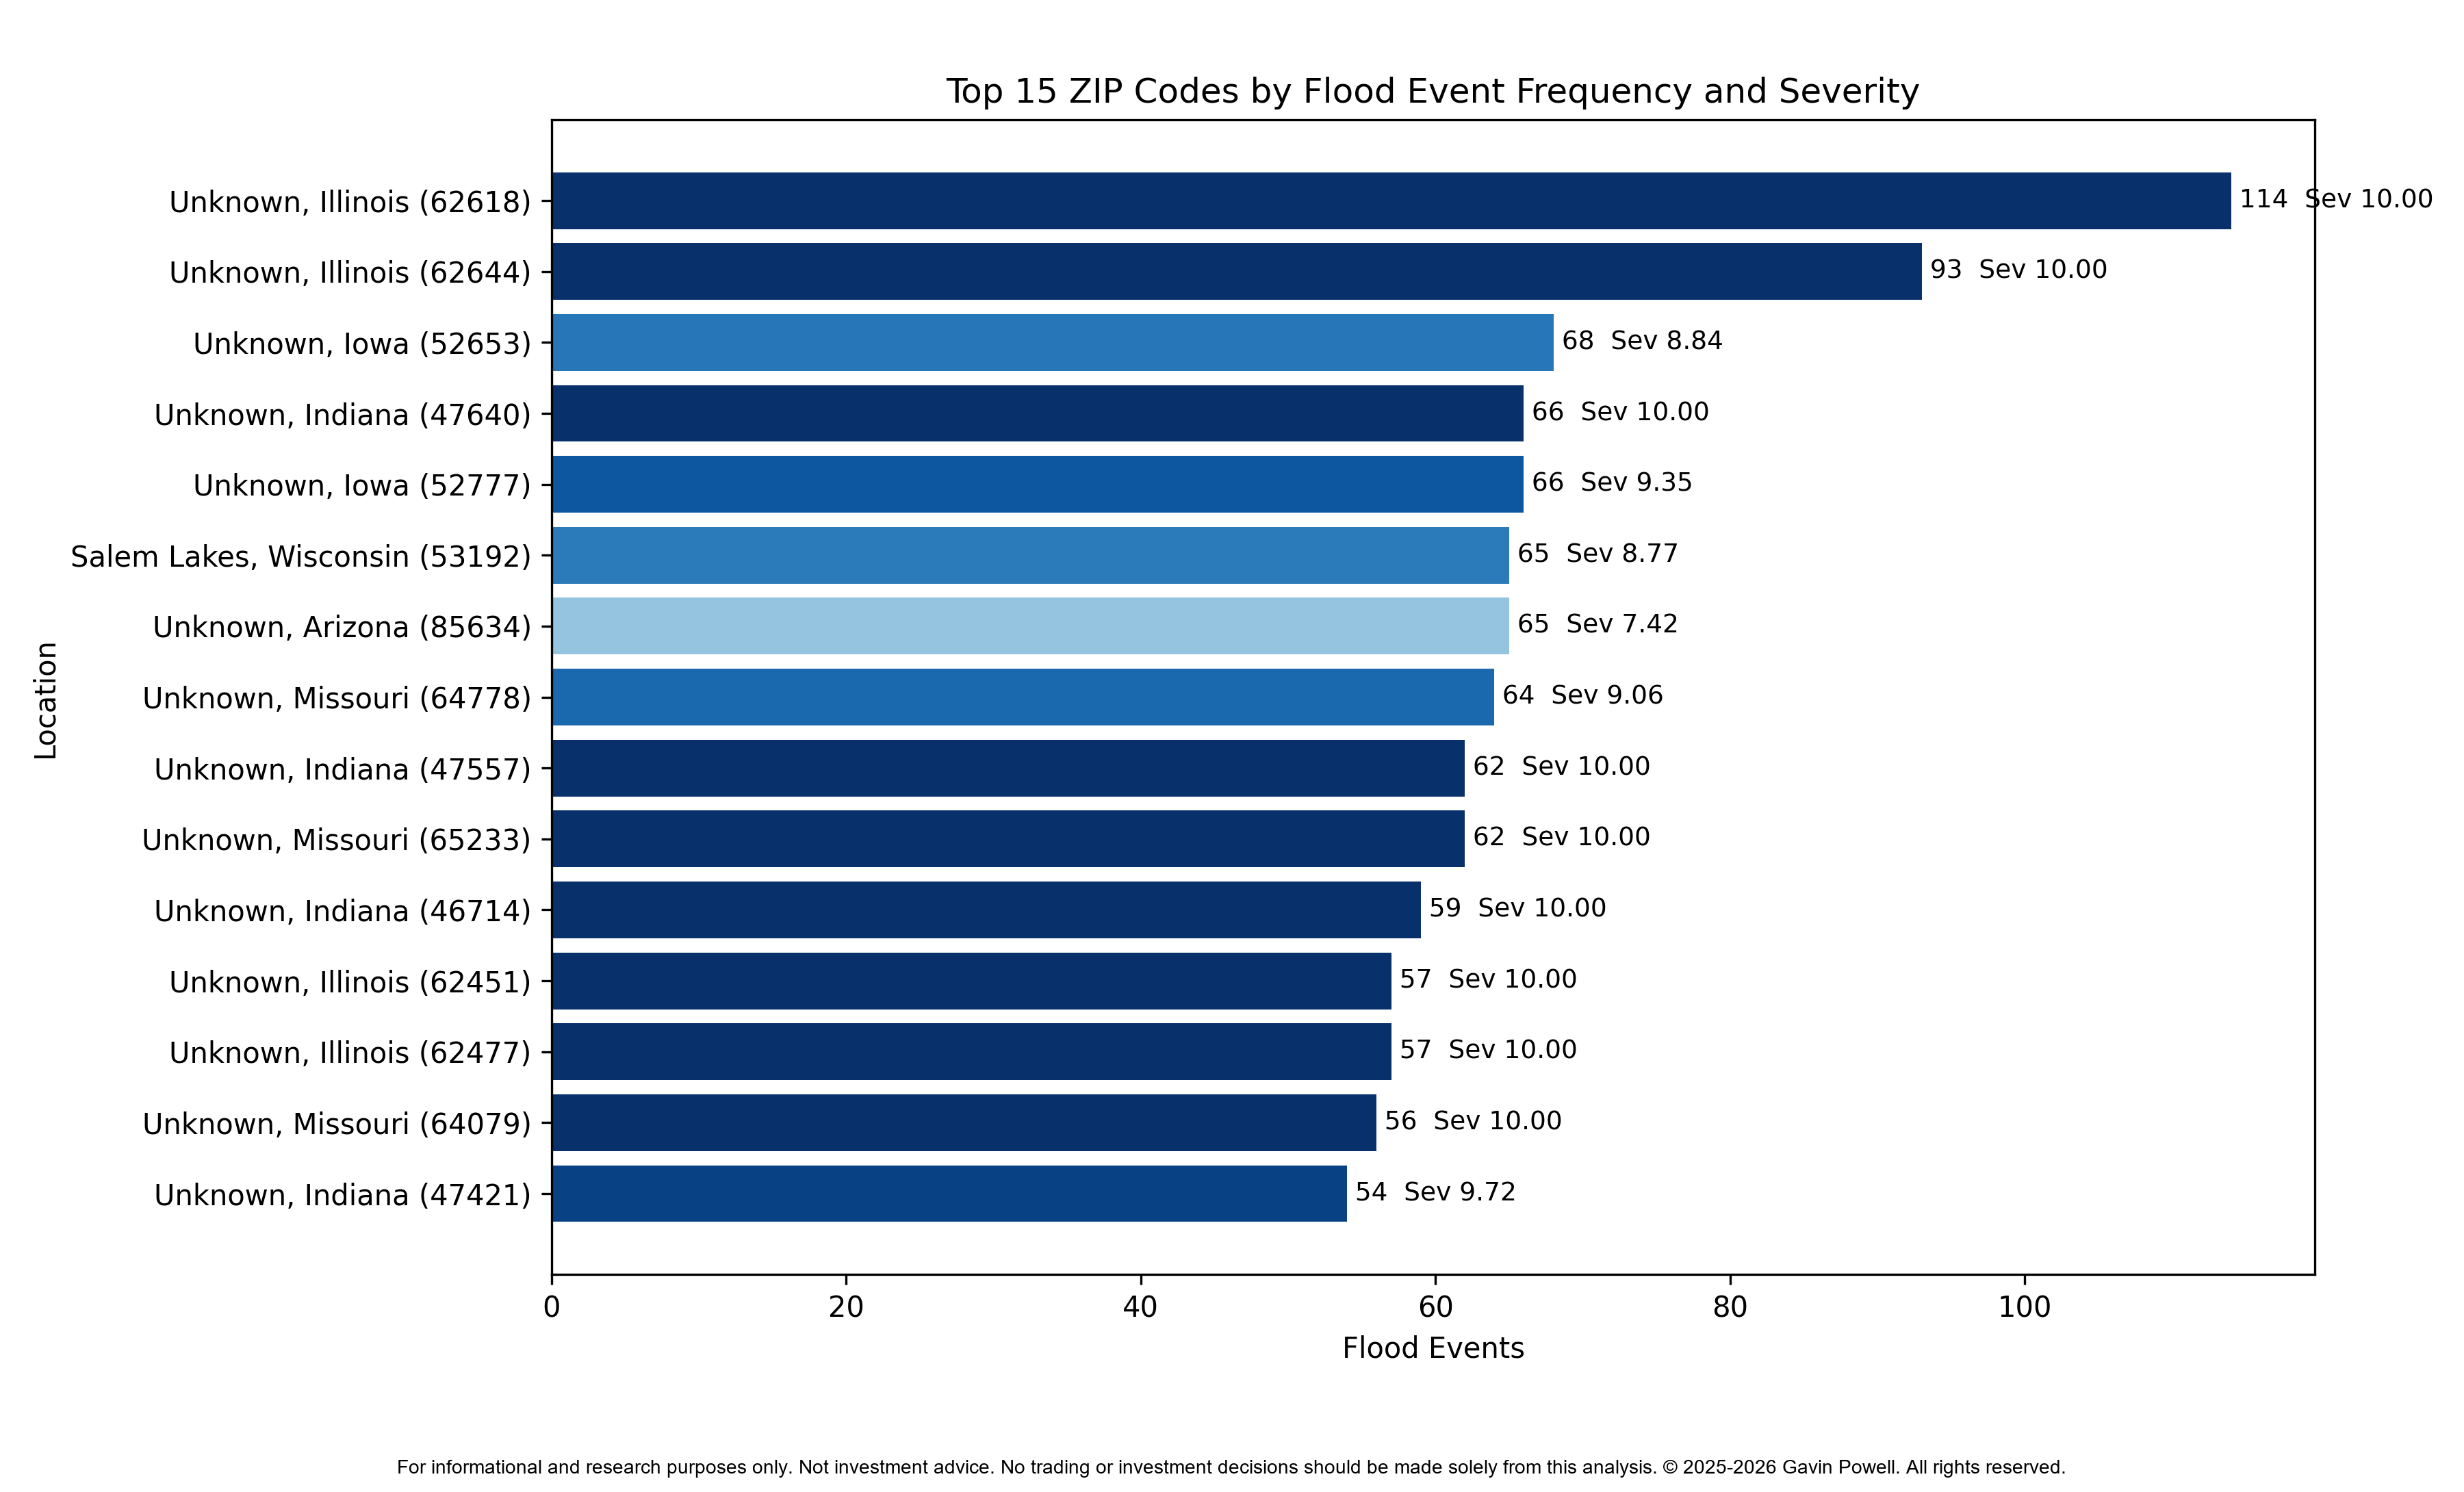 Top 15 ZIP Codes by Flood Event Frequency and Severity
Unknown, Illinois (62618) 114  Sev 10.00
Unknown, Illinois (62644) 93  Sev 10.00
Unknown, Iowa (52653) 68  Sev 8.84
Unknown, Indiana (47640) 66  Sev 10.00
Unknown, Iowa (52777) 66  Sev 9.35
Salem Lakes, Wisconsin (53192) 65  Sev 8.77
Unknown, Arizona (85634) 65  Sev 7.42
Unknown, Missouri (64778) 64  Sev 9.06
Unknown, Indiana (47557) 62  Sev 10.00
Unknown, Missouri (65233) 62  Sev 10.00
Unknown, Indiana (46714) 59  Sev 10.00
Unknown, Illinois (62451) 57  Sev 10.00
Unknown, Illinois (62477) 57  Sev 10.00
Unknown, Missouri (64079) 56  Sev 10.00
Unknown, Indiana (47421) 54  Sev 9.72
Location
0 20 40 60 80 100
Flood Events
For informational and research purposes only. Not investment advice. No trading or investment decisions should be made solely from this analysis. © 2025-2026 Gavin Powell. All rights reserved.